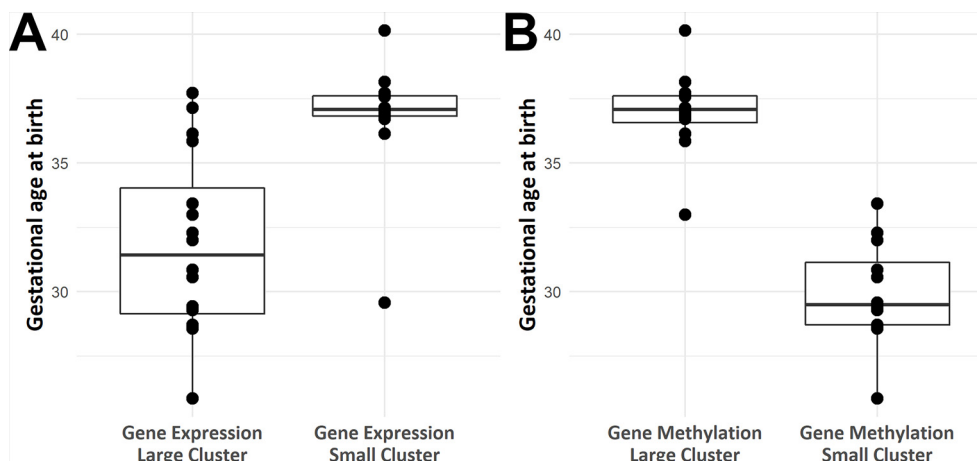 A
Gestational age at birth
40
35
30
Gene Expression
Large Cluster
Gene Expression
Small Cluster
B
Gestational age at birth
40
35
30
Gene Methylation
Large Cluster
Gene Methylation
Small Cluster